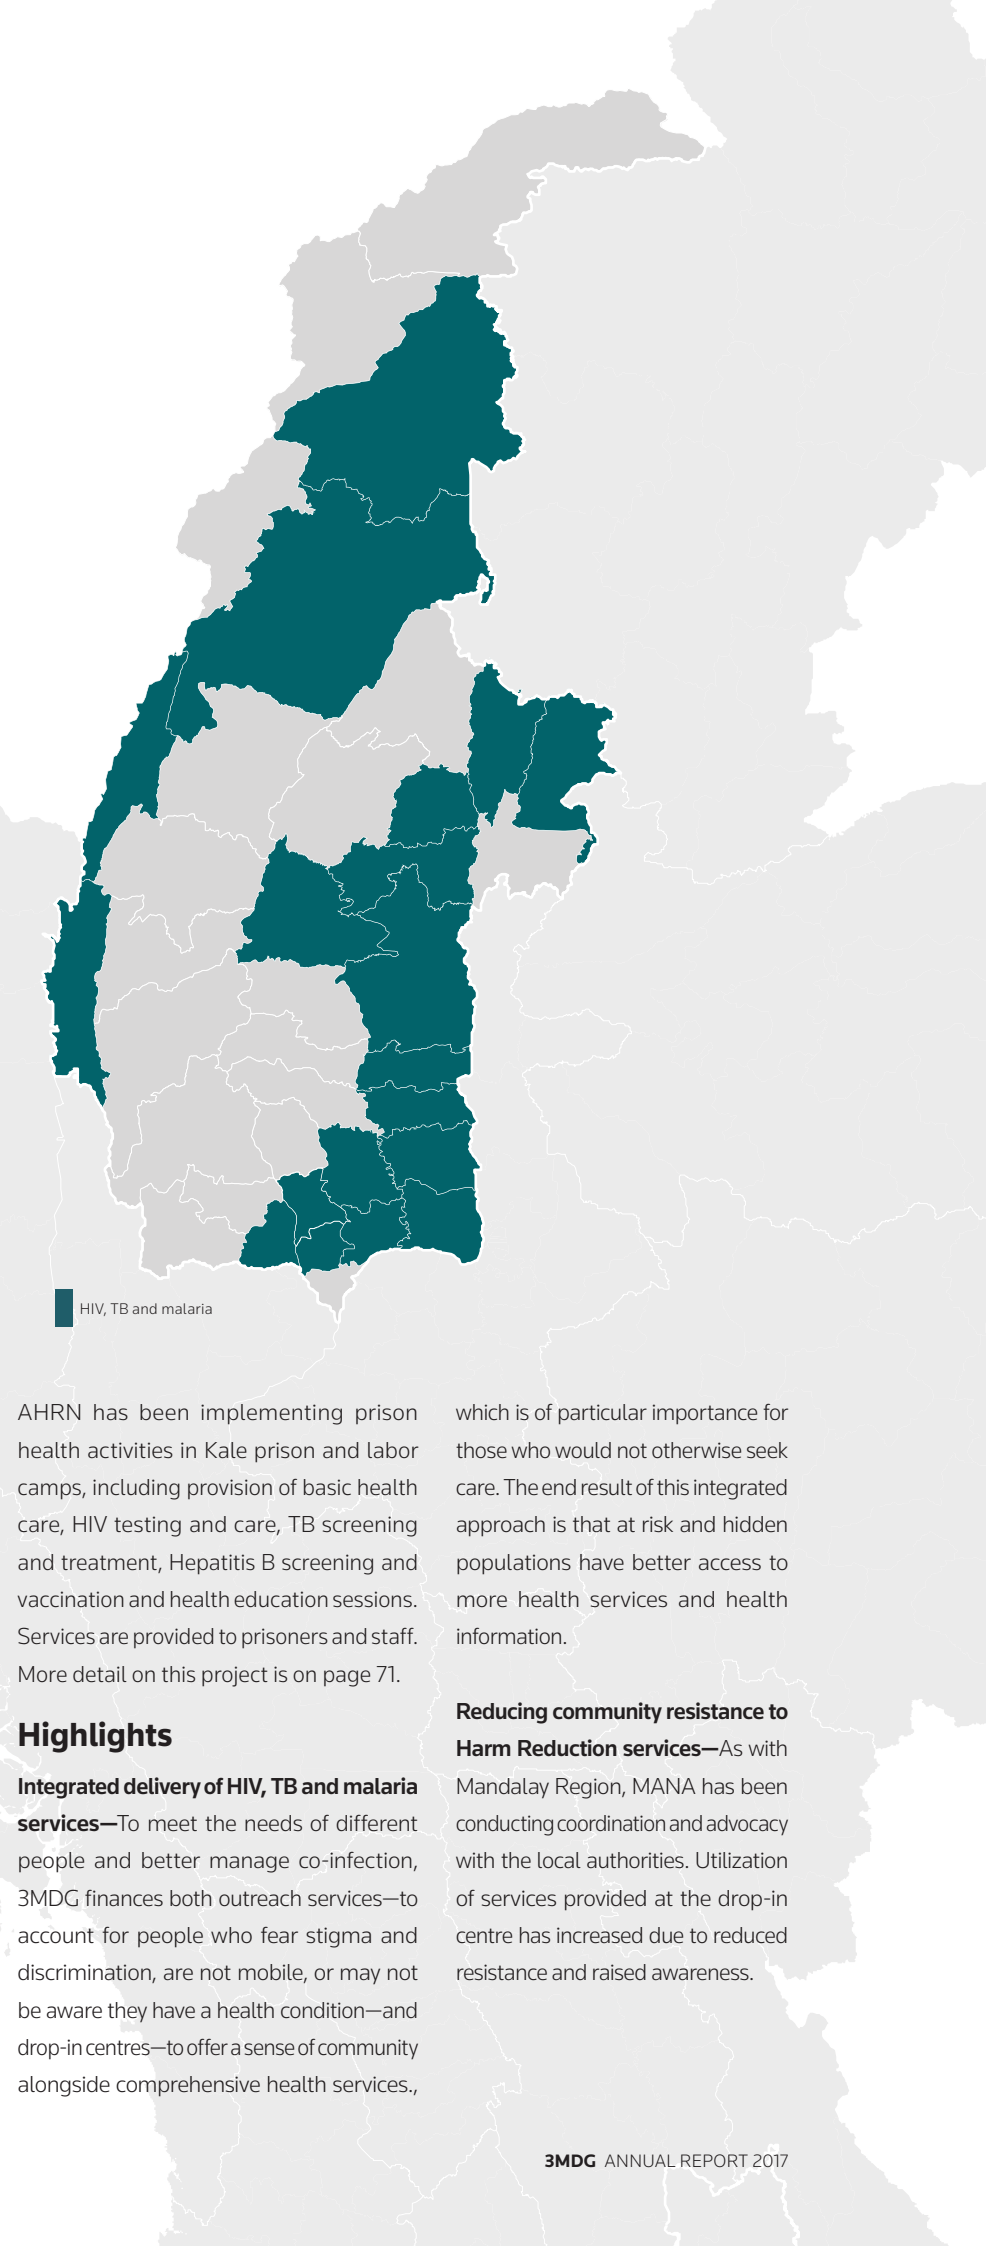 HIV, TB and malaria
AHRN has been implementing prison
health activities in Kale prison and labor
camps, including provision of basic health
care, HIV testing and care, TB screening
and treatment, Hepatitis B screening and
vaccination and health education sessions.
Services are provided to prisoners and staff.
More detail on this project is on page 71.
Highlights
Integrated delivery of HIV, TB and malaria
services—To meet the needs of different
people and better manage co-infection,
3MDG finances both outreach services—to
account for people who fear stigma and
discrimination, are not mobile, or may not
be aware they have a health condition—and
drop-in centres—to offer a sense of community
alongside comprehensive health services.,
which is of particular importance for
those who would not otherwise seek
care. The end result of this integrated
approach is that at risk and hidden
populations have better access to
more health services and health
information.
Reducing community resistance to
Harm Reduction services—As with
Mandalay Region, MANA has been
conducting coordination and advocacy
with the local authorities. Utilization
of services provided at the drop-in
centre has increased due to reduced
resistance and raised awareness.
3MDG ANNUAL REPORT 2017